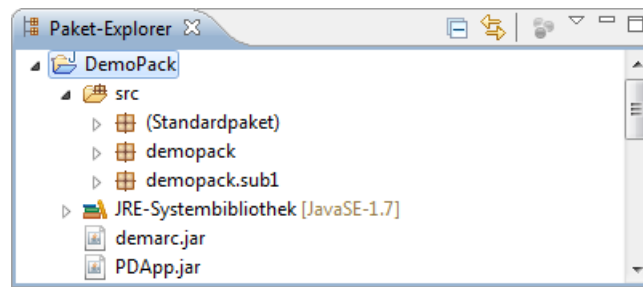 Paket-Explorer
DemoPack
src
(Standardpaket)
demopack
demopack.sub1
JRE-Systembibliothek [JavaSE-1.7]
demarc.jar
PDApp.jar